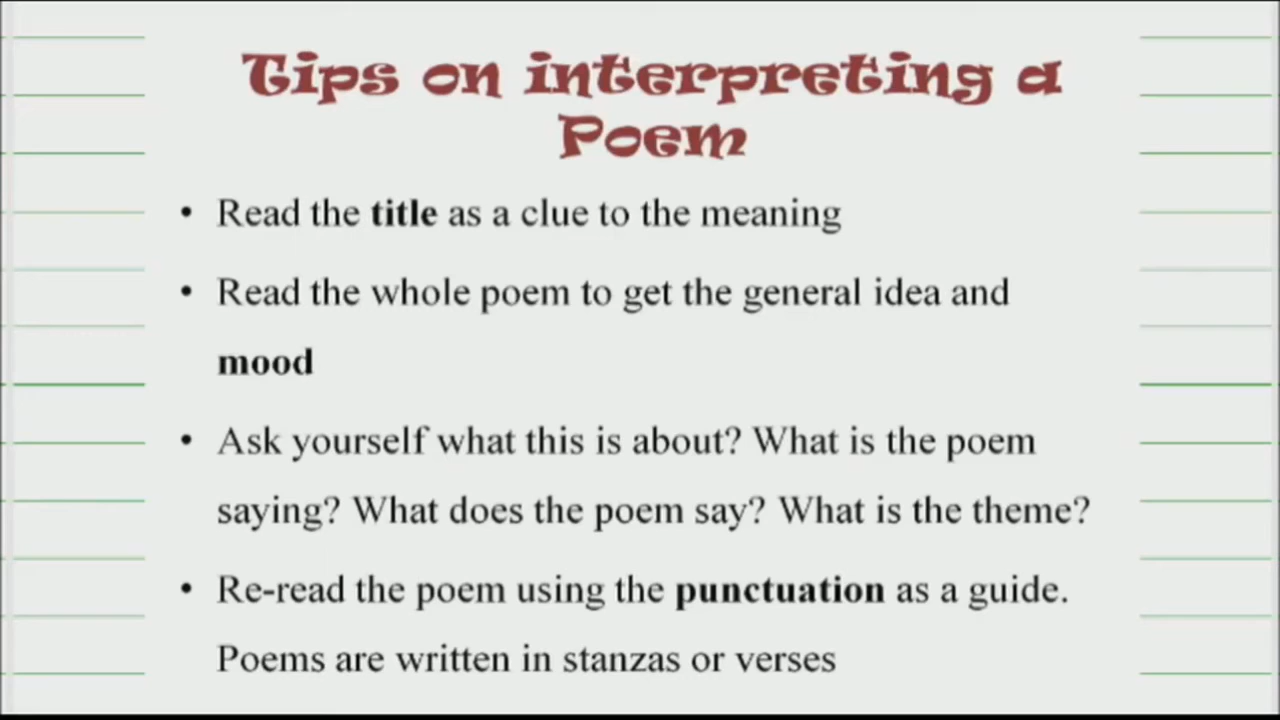 Tips on interpreting a
Poem
• Read the title as a clue to the meaning
• Read the whole poem to get the general idea and
mood
• Ask yourself what this is about? What is the poem
saying? What does the poem say? What is the theme?
• Re-read the poem using the punctuation as a guide.
Poems are written in stanzas or verses